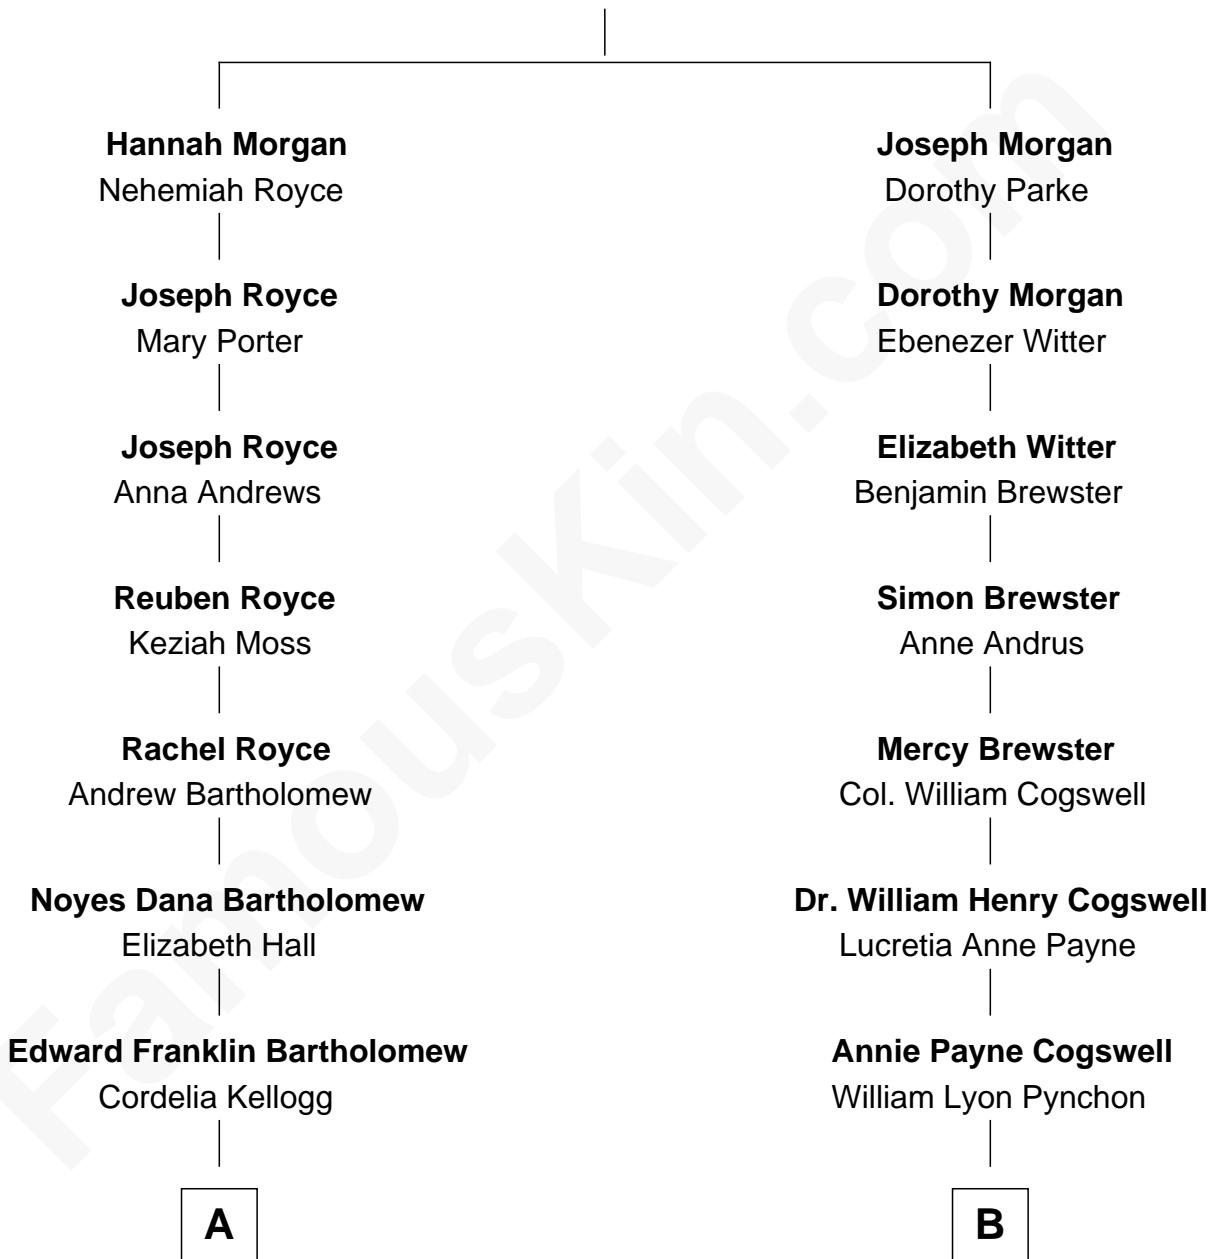 Hannah Morgan
Nehemiah Royce
Joseph Royce
Mary Porter
Joseph Royce
Anna Andrews
Reuben Royce
Keziah Moss
Rachel Royce
Andrew Bartholomew
Noyes Dana Bartholomew
Elizabeth Hall
Edward Franklin Bartholomew
Cordelia Kellogg
A
Joseph Morgan
Dorothy Parke
Dorothy Morgan
Ebenezer Witter
Elizabeth Witter
Benjamin Brewster
Simon Brewster
Anne Andrus
Mercy Brewster
Col. William Cogswell
Dr. William Henry Cogswell
Lucretia Anne Payne
Annie Payne Cogswell
William Lyon Pynchon
B
FamousKin.com